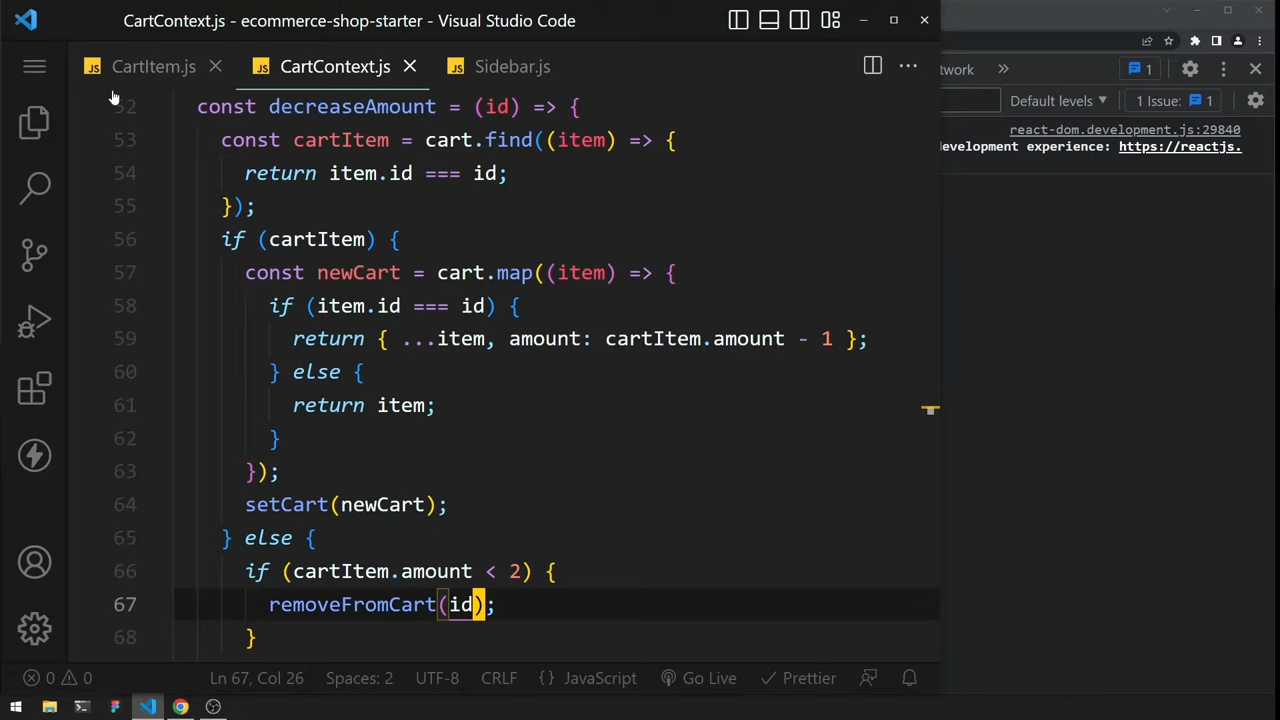 CartContext.js - ecommerce-shop-starter - Visual Studio Code
CartItem.js
CartContext.js
Sidebar.js
52 const decreaseAmount = (id) => {
53 const cartItem = cart.find((item) => {
54 return item.id === id;
55 });
56 if (cartItem) {
57 const newCart = cart.map((item) => {
58 if (item.id === id) {
59 return { ...item, amount: cartItem.amount - 1 };
60 } else {
61 return item;
62 }
63 });
64 setCart(newCart);
65 } else {
66 if (cartItem.amount < 2) {
67 removeFromCart(id);
68 }
0 0 Ln 67, Col 26 Spaces: 2 UTF-8 CRLF {} JavaScript Go Live Prettier
twork » 1
Default levels ▼ 1 Issue: 1
react-dom.development.js:29840
evelopment experience: https://reactjs.